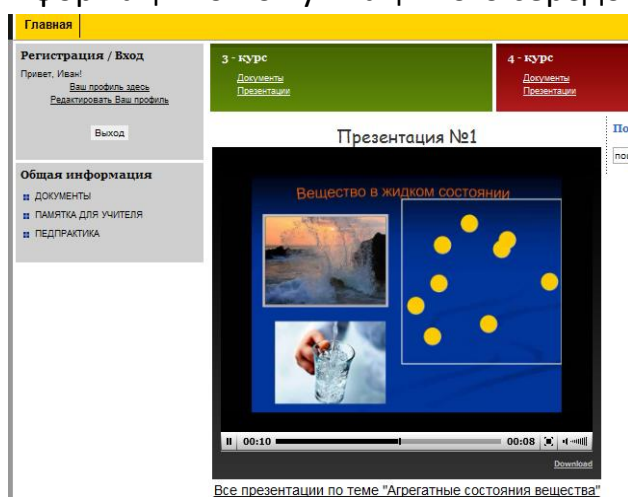 Главная
Регистрация / Вход
Привет, Иван!
Ваш профиль здесь
Редактировать Ваш профиль
Выход
Общая информация
ДОКУМЕНТЫ
ПАМЯТКА ДЛЯ УЧИТЕЛЯ
ПЕДПРАКТИКА
3 - курс
Документы
Презентации
4 - курс
Документы
Презентации
Презентация №1
Вещество в жидком состоянии
00:10 00:08
Download
Все презентации по теме "Агрегатные состояния вещества"